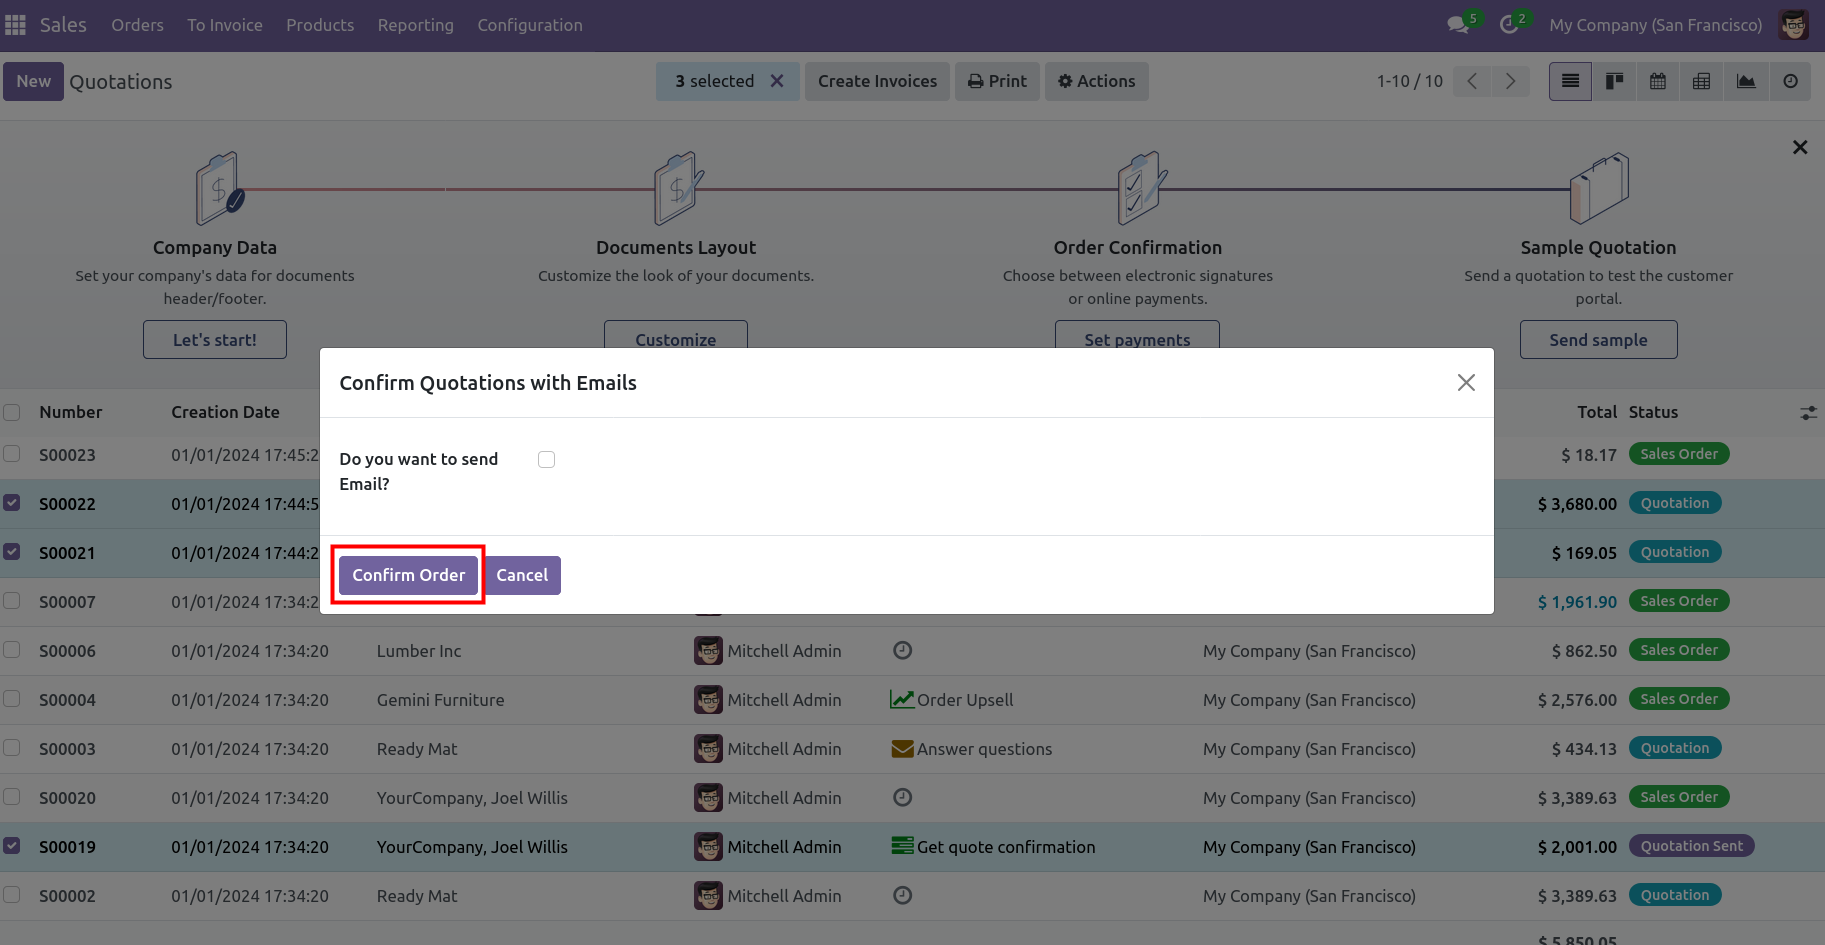 Sales Orders To Invoice Products Reporting Configuration 5 2 My Company (San Francisco)
New Quotations 3 selected Create Invoices Print Actions 1-10 / 10
Company Data Documents Layout Order Confirmation Sample Quotation
Set your company's data for documents Customize the look of your documents. Choose between electronic signatures Send a quotation to test the customer
header/footer. or online payments. portal.
Let's start! Customize Set payments Send sample
Confirm Quotations with Emails
Number Creation Date Total Status
S00023 01/01/2024 17:45:2 $ 18.17 Sales Order
Do you want to send
Email?
S00022 01/01/2024 17:44:5 $ 3,680.00 Quotation
S00021 01/01/2024 17:44:2 $ 169.05 Quotation
Confirm Order Cancel
S00007 01/01/2024 17:34:2 $ 1,961.90 Sales Order
S00006 01/01/2024 17:34:20 Lumber Inc Mitchell Admin My Company (San Francisco) $ 862.50 Sales Order
S00004 01/01/2024 17:34:20 Gemini Furniture Mitchell Admin Order Upsell My Company (San Francisco) $ 2,576.00 Sales Order
S00003 01/01/2024 17:34:20 Ready Mat Mitchell Admin Answer questions My Company (San Francisco) $ 434.13 Quotation
S00020 01/01/2024 17:34:20 YourCompany, Joel Willis Mitchell Admin My Company (San Francisco) $ 3,389.63 Sales Order
S00019 01/01/2024 17:34:20 YourCompany, Joel Willis Mitchell Admin Get quote confirmation My Company (San Francisco) $ 2,001.00 Quotation Sent
S00002 01/01/2024 17:34:20 Ready Mat Mitchell Admin My Company (San Francisco) $ 3,389.63 Quotation